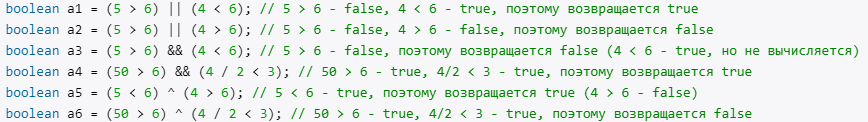 boolean a1 = (5 > 6) || (4 < 6); // 5 > 6 - false, 4 < 6 - true, поэтому возвращается true
boolean a2 = (5 > 6) || (4 > 6); // 5 > 6 - false, 4 > 6 - false, поэтому возвращается false
boolean a3 = (5 > 6) && (4 < 6); // 5 > 6 - false, поэтому возвращается false (4 < 6 - true, но не вычисляется)
boolean a4 = (50 > 6) && (4 / 2 < 3); // 50 > 6 - true, 4/2 < 3 - true, поэтому возвращается true
boolean a5 = (5 < 6) ^ (4 > 6); // 5 < 6 - true, поэтому возвращается true (4 > 6 - false)
boolean a6 = (50 > 6) ^ (4 / 2 < 3); // 50 > 6 - true, 4/2 < 3 - true, поэтому возвращается false